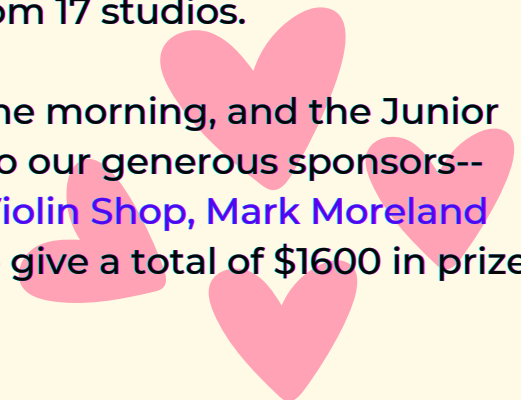 om 17 studios.
he morning, and the Junior
o our generous sponsors--
Violin Shop, Mark Moreland
give a total of $1600 in prize